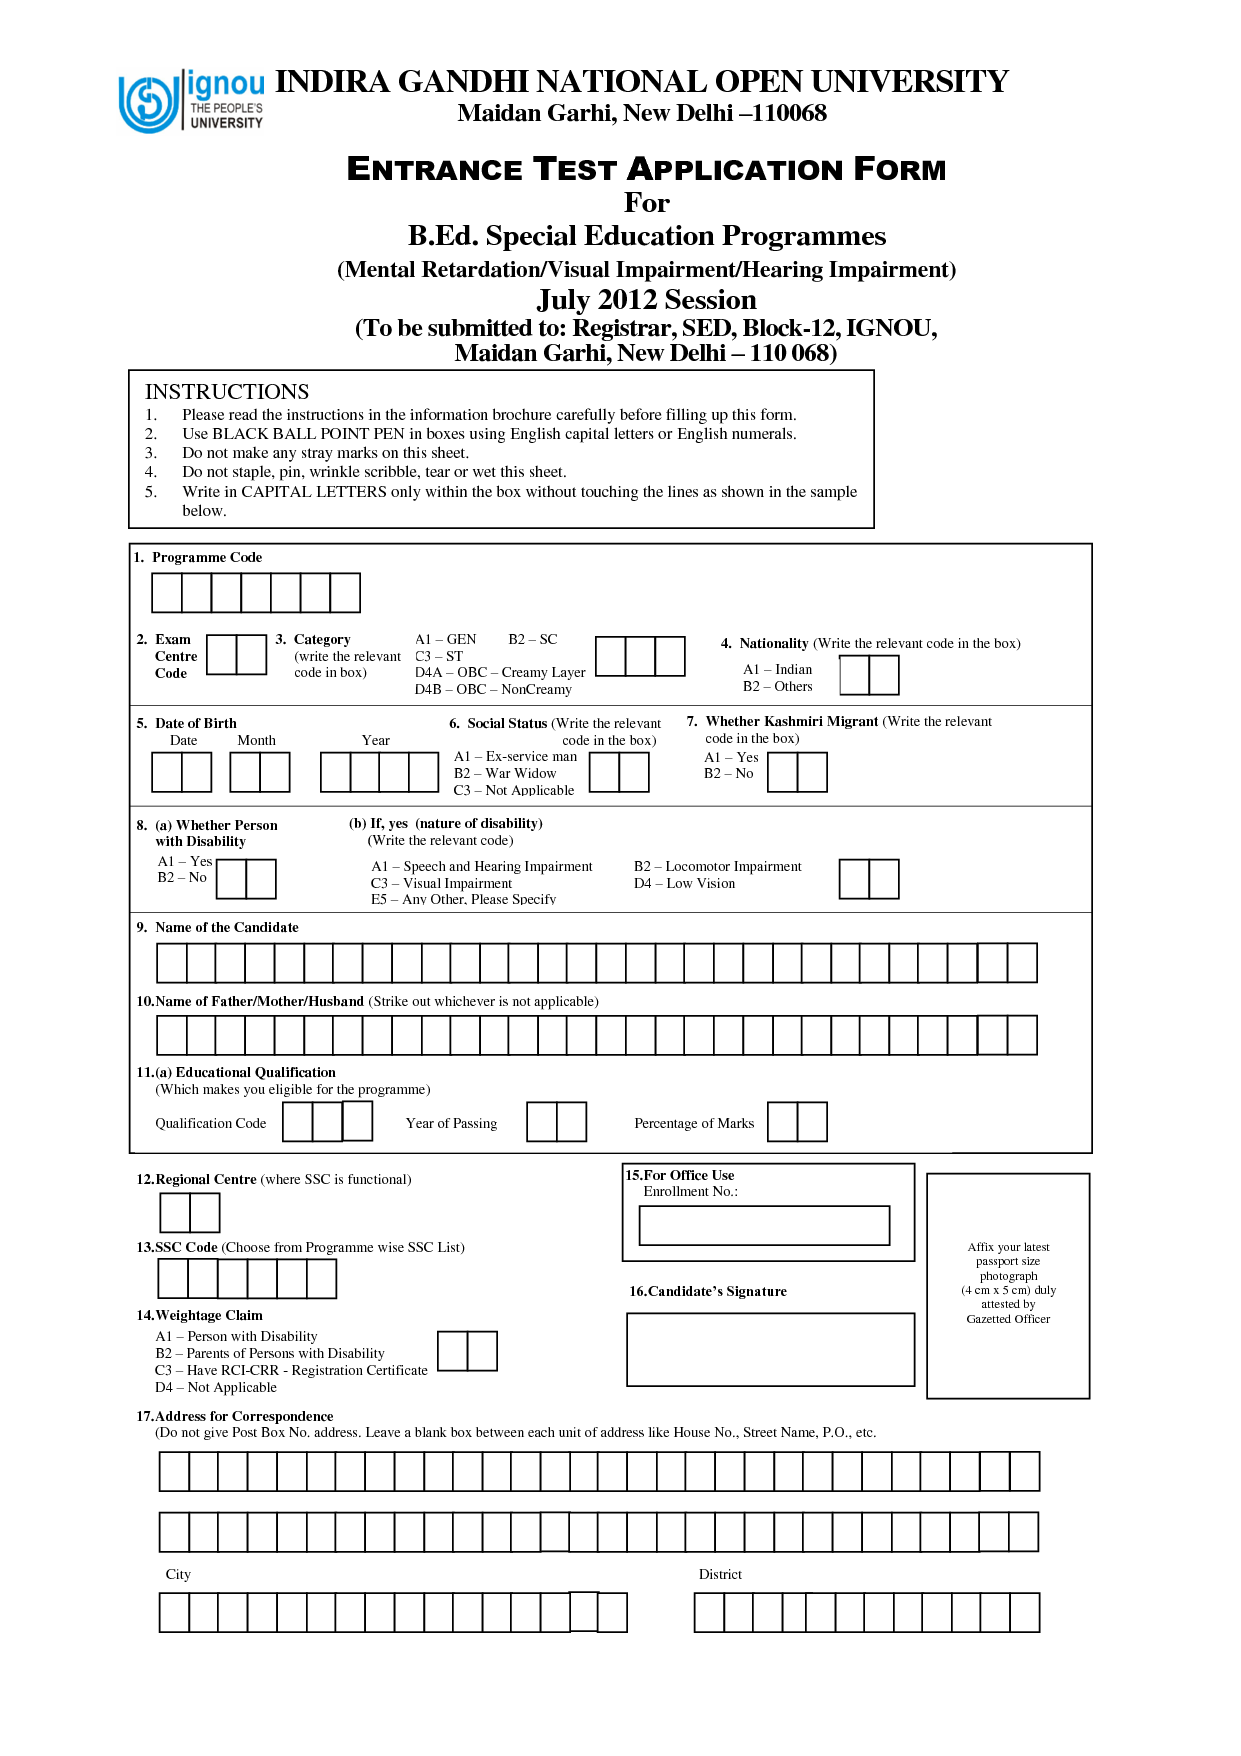 ignou
THE PEOPLE'S
UNIVERSITY
INDIRA GANDHI NATIONAL OPEN UNIVERSITY
Maidan Garhi, New Delhi –110068
ENTRANCE TEST APPLICATION FORM
For
B.Ed. Special Education Programmes
(Mental Retardation/Visual Impairment/Hearing Impairment)
July 2012 Session
(To be submitted to: Registrar, SED, Block-12, IGNOU,
Maidan Garhi, New Delhi – 110 068)
INSTRUCTIONS
1. Please read the instructions in the information brochure carefully before filling up this form.
2. Use BLACK BALL POINT PEN in boxes using English capital letters or English numerals.
3. Do not make any stray marks on this sheet.
4. Do not staple, pin, wrinkle scribble, tear or wet this sheet.
5. Write in CAPITAL LETTERS only within the box without touching the lines as shown in the sample
below.
1. Programme Code
2. Exam
Centre
Code
3. Category
(write the relevant
code in box)
A1 – GEN B2 – SC
C3 – ST
D4A – OBC – Creamy Layer
D4B – OBC – NonCreamy
4. Nationality (Write the relevant code in the box)
A1 – Indian
B2 – Others
5. Date of Birth
Date Month Year
6. Social Status (Write the relevant
code in the box)
A1 – Ex-service man
B2 – War Widow
C3 – Not Applicable
7. Whether Kashmiri Migrant (Write the relevant
code in the box)
A1 – Yes
B2 – No
8. (a) Whether Person
with Disability
A1 – Yes
B2 – No
(b) If, yes (nature of disability)
(Write the relevant code)
A1 – Speech and Hearing Impairment B2 – Locomotor Impairment
C3 – Visual Impairment D4 – Low Vision
E5 – Any Other, Please Specify
9. Name of the Candidate
10.Name of Father/Mother/Husband (Strike out whichever is not applicable)
11.(a) Educational Qualification
(Which makes you eligible for the programme)
Qualification Code Year of Passing Percentage of Marks
12.Regional Centre (where SSC is functional)
13.SSC Code (Choose from Programme wise SSC List)
14.Weightage Claim
A1 – Person with Disability
B2 – Parents of Persons with Disability
C3 – Have RCI-CRR - Registration Certificate
D4 – Not Applicable
15.For Office Use
Enrollment No.:
16.Candidate's Signature
Affix your latest
passport size
photograph
(4 cm x 5 cm) duly
attested by
Gazetted Officer
17.Address for Correspondence
(Do not give Post Box No. address. Leave a blank box between each unit of address like House No., Street Name, P.O., etc.
City District